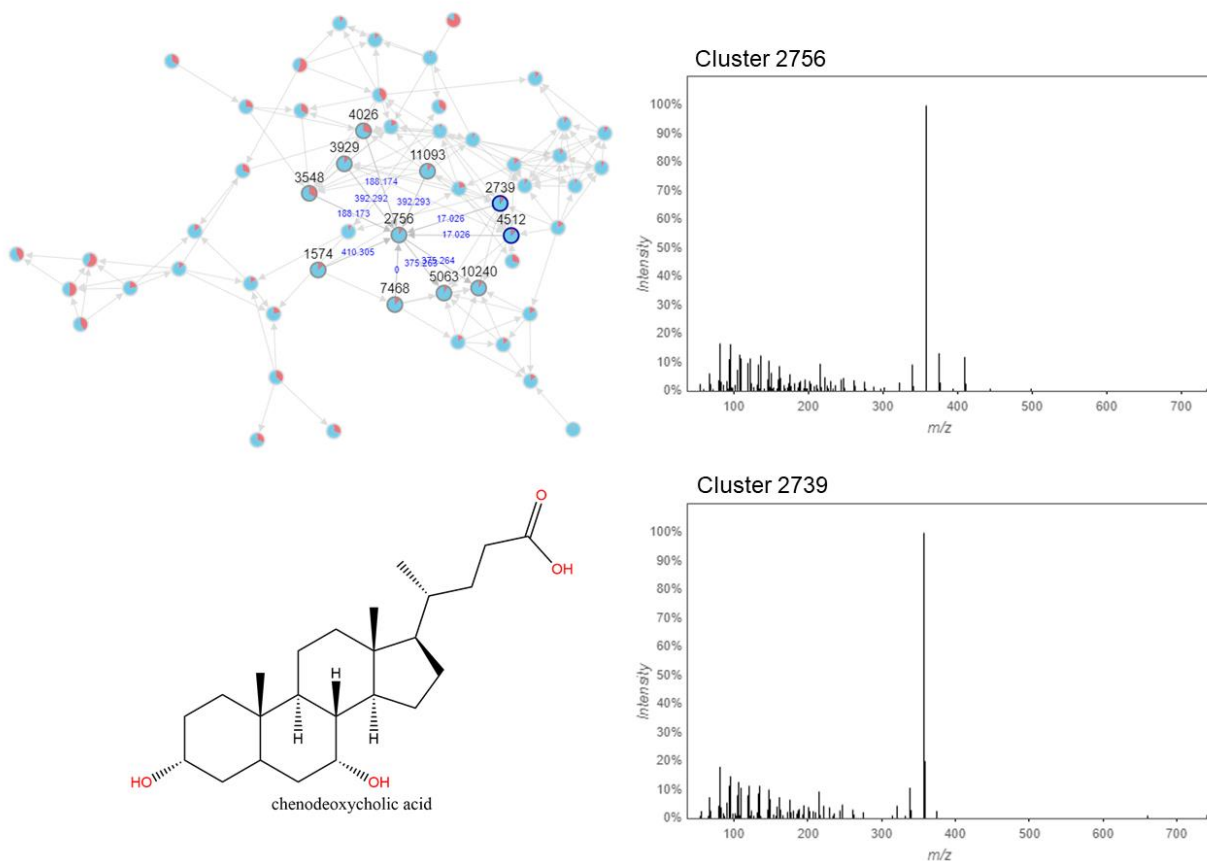 4026
3929
11093
188.174
3548
2739
392.292
392.293
188.173
2756
17.026
4512
17.026
1574
410.305
375.264
375.263
10240
7468
0
5063
Cluster 2756
100%
90%
80%
70%
60%
50%
40%
30%
20%
10%
0%
Intensity
100 200 300 400 500 600 700
m/z
O
OH
H
H
H
HO
OH
chenodeoxycholic acid
Cluster 2739
100%
90%
80%
70%
60%
50%
40%
30%
20%
10%
0%
Intensity
100 200 300 400 500 600 700
m/z